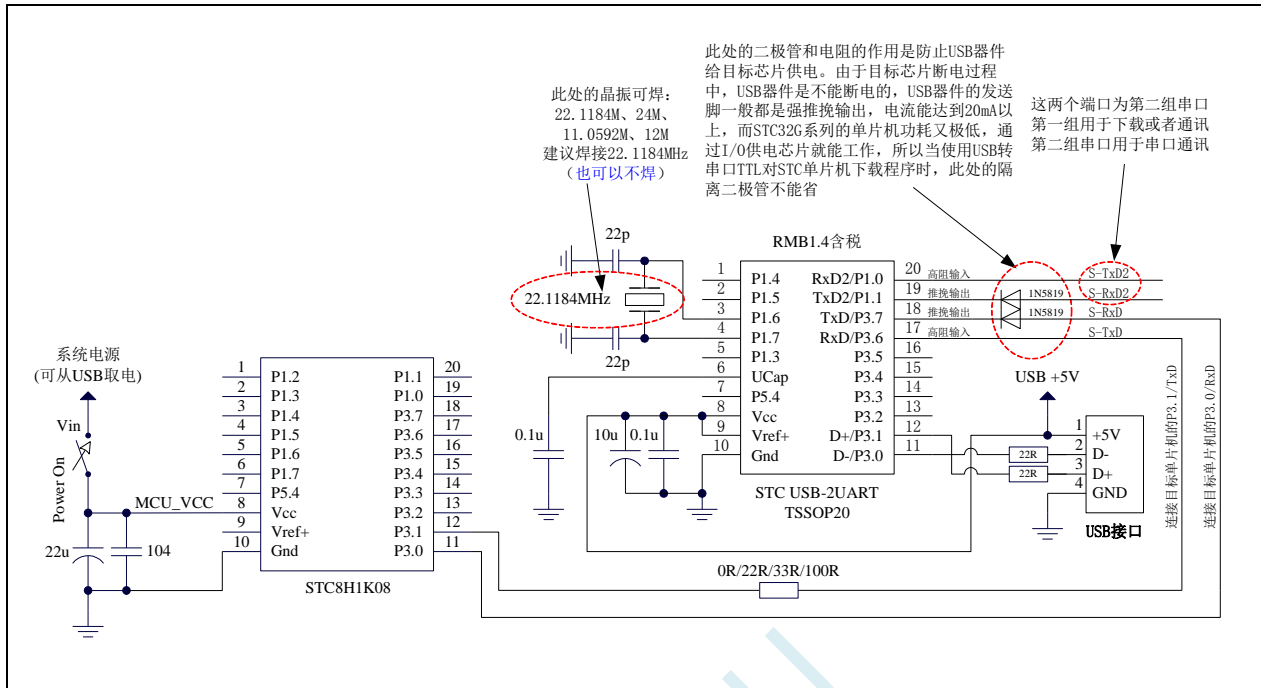 此处的二极管和电阻的作用是防止USB器件
给目标芯片供电。由于目标芯片断电过程
中，USB器件是不能断电的，USB器件的发送
脚一般都是强推挽输出，电流能达到20mA以
上，而STC32G系列的单片机功耗又极低，通
过I/O供电芯片就能工作，所以当使用USB转
串口TTL对STC单片机下载程序时，此处的隔
离二极管不能省
此处的晶振可焊：
22.1184M、24M、
11.0592M、12M
建议焊接22.1184MHz
（也可以不焊）
这两个端口为第二组串口
第一组用于下载或者通讯
第二组串口用于串口通讯
22p
22.1184MHz
22p
RMB1.4含税
1 P1.4
2 P1.5
3 P1.6
4 P1.7
5 P1.3
6 UCap
7 P5.4
8 Vcc
9 Vref+
10 Gnd
RxD2/P1.0 20 高阻输入 S-TxD2
TxD2/P1.1 19 推挽输出 1N5819 S-RxD2
TxD/P3.7 18 推挽输出 1N5819 S-RxD
RxD/P3.6 17 高阻输入 S-TxD
P3.5 16
P3.4 15
P3.3 14
P3.2 13
D+/P3.1 12
D-/P3.0 11
STC USB-2UART
TSSOP20
0.1u
10u
0.1u
USB +5V
22R
22R
1 +5V
2 D-
3 D+
4 GND
USB接口
连接目标单片机的P3.1/TxD
连接目标单片机的P3.0/RxD
系统电源
(可从USB取电)
Vin
Power On
MCU_VCC
22u
104
1 P1.2
2 P1.3
3 P1.4
4 P1.5
5 P1.6
6 P1.7
7 P5.4
8 Vcc
9 Vref+
10 Gnd
P1.1 20
P1.0 19
P3.7 18
P3.6 17
P3.5 16
P3.4 15
P3.3 14
P3.2 13
P3.1 12
P3.0 11
STC8H1K08
0R/22R/33R/100R